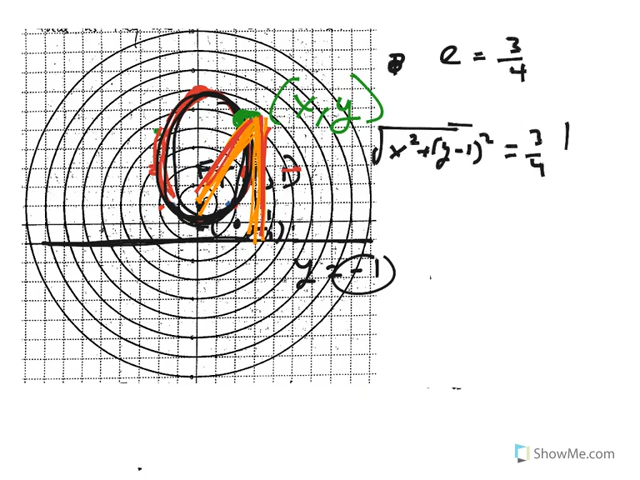 e = 3/4
(x, y)
√x² + (y - 1)² = 3/4 |
F
y = -1
ShowMe.com